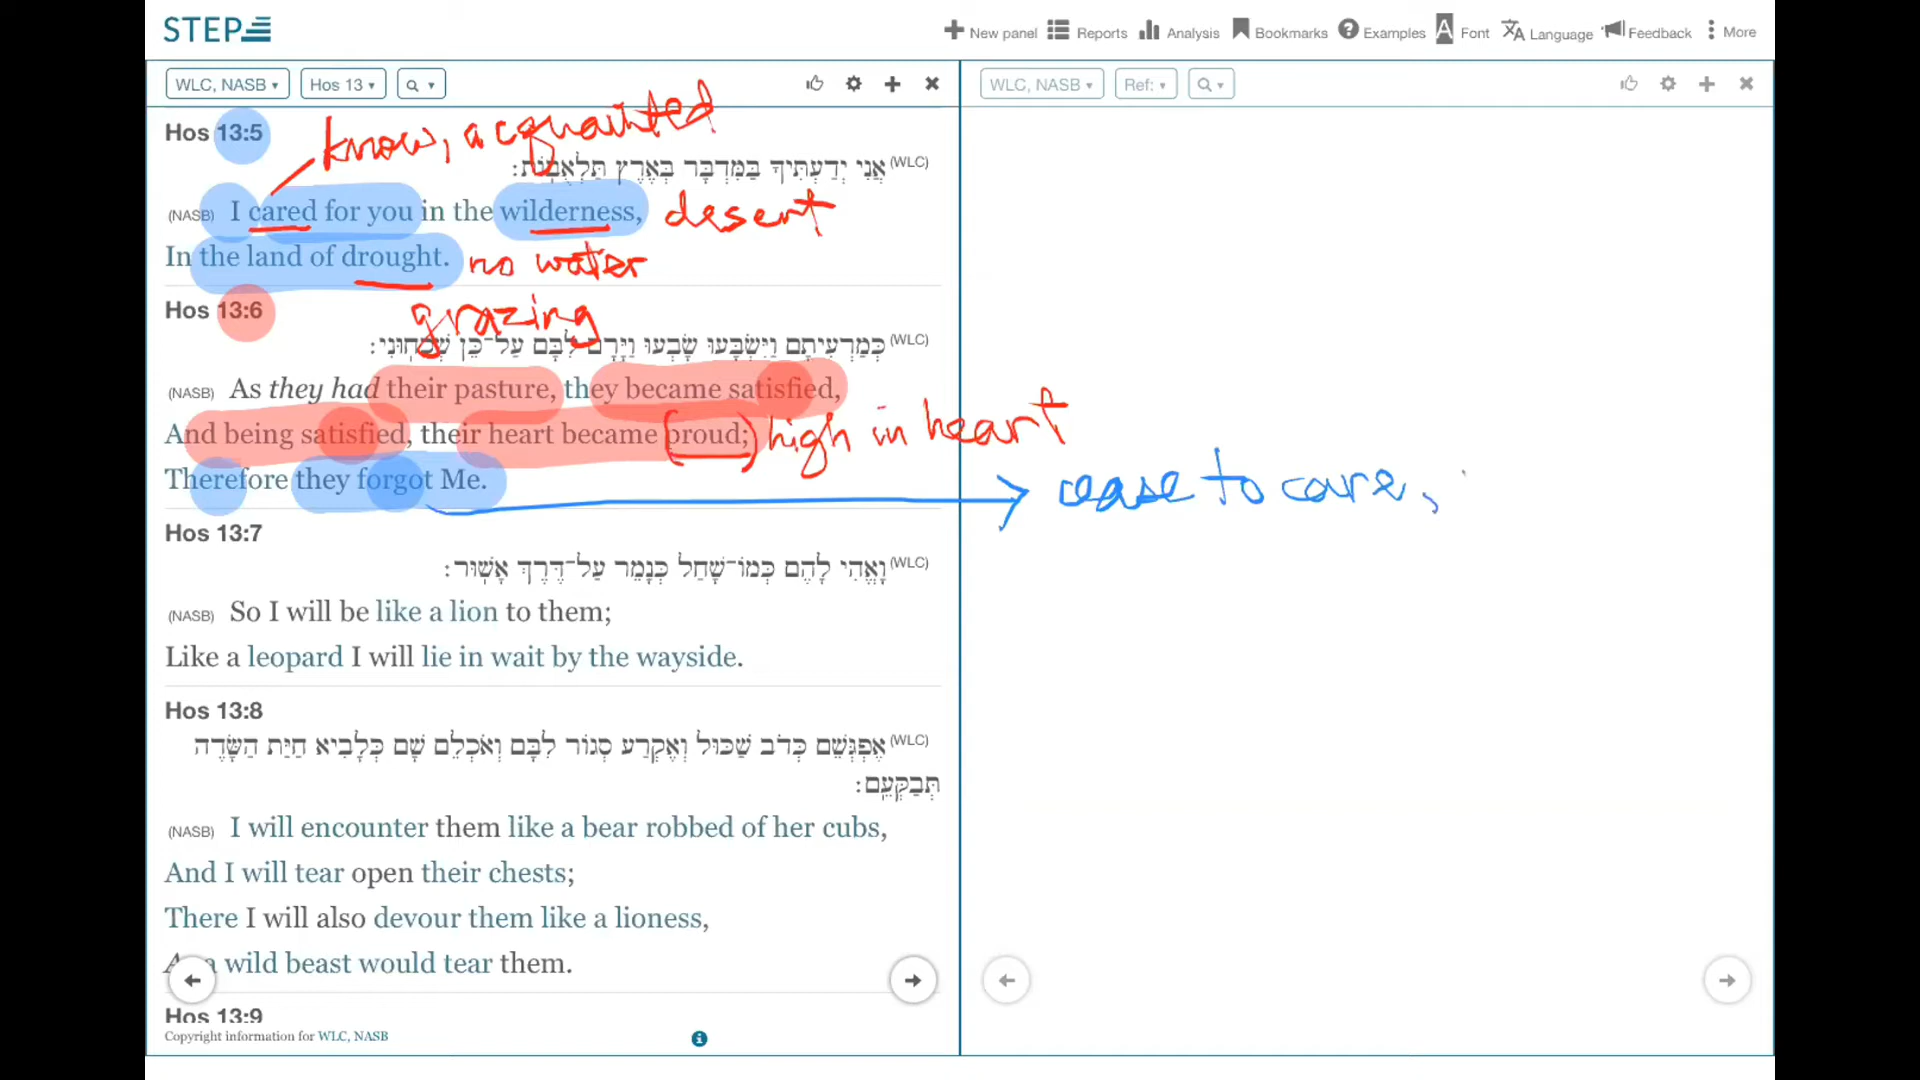 STEP
New panel Reports Analysis Bookmarks Examples A Font Language Feedback More
WLC, NASB Hos 13
WLC, NASB Ref:
know, acquainted
Hos 13:5
אֲנִי יְדַעְתִּיךָ בַּמִּדְבָּר בְּאֶרֶץ תַּלְאֻבוֹת׃ (WLC)
(NASB) I cared for you in the wilderness, desert
In the land of drought. no water
Hos 13:6 grazing
כְּמַרְעִיתָם וַיִּשְׂבָּעוּ שָׂבְעוּ וַיָּרָם לִבָּם עַל־כֵּן שְׁכֵחוּנִי׃ (WLC)
(NASB) As they had their pasture, they became satisfied,
And being satisfied, their heart became (proud;) high in heart
Therefore they forgot Me. cease to care,
Hos 13:7
וָאֱהִי לָהֶם כְּמוֹ־שָׁחַל כְּנָמֵר עַל־דֶּרֶךְ אָשׁוּר׃ (WLC)
(NASB) So I will be like a lion to them;
Like a leopard I will lie in wait by the wayside.
Hos 13:8
אֶפְגְּשֵׁם כְּדֹב שַׁכּוּל וְאֶקְרַע סְגוֹר לִבָּם וְאֹכְלֵם שָׁם כְּלָבִיא חַיַּת הַשָּׂדֶה (WLC)
תְּבַקְּעֵם׃
(NASB) I will encounter them like a bear robbed of her cubs,
And I will tear open their chests;
There I will also devour them like a lioness,
As a wild beast would tear them.
Hos 13:9
Copyright information for WLC, NASB